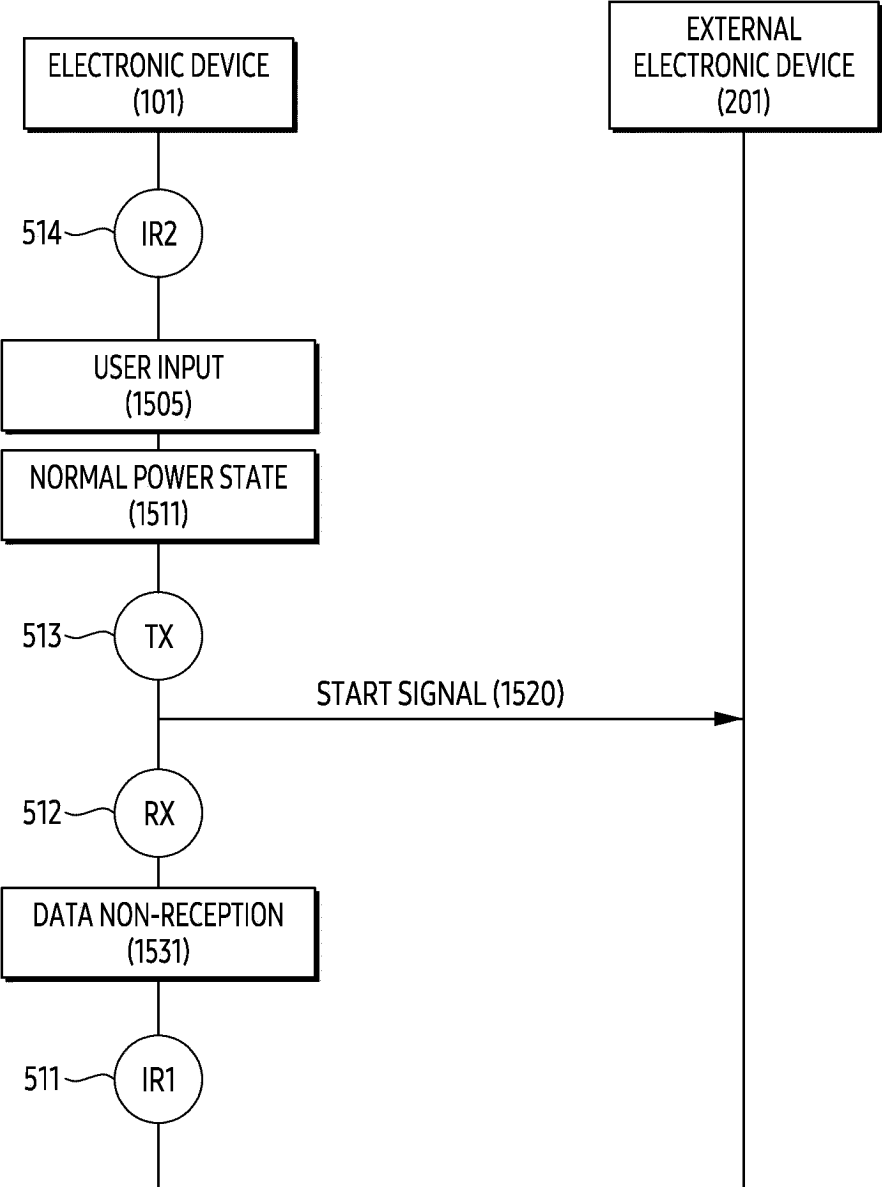 ELECTRONIC DEVICE
(101)
EXTERNAL
ELECTRONIC DEVICE
(201)
514
IR2
USER INPUT
(1505)
NORMAL POWER STATE
(1511)
513
TX
START SIGNAL (1520)
512
RX
DATA NON-RECEPTION
(1531)
511
IR1